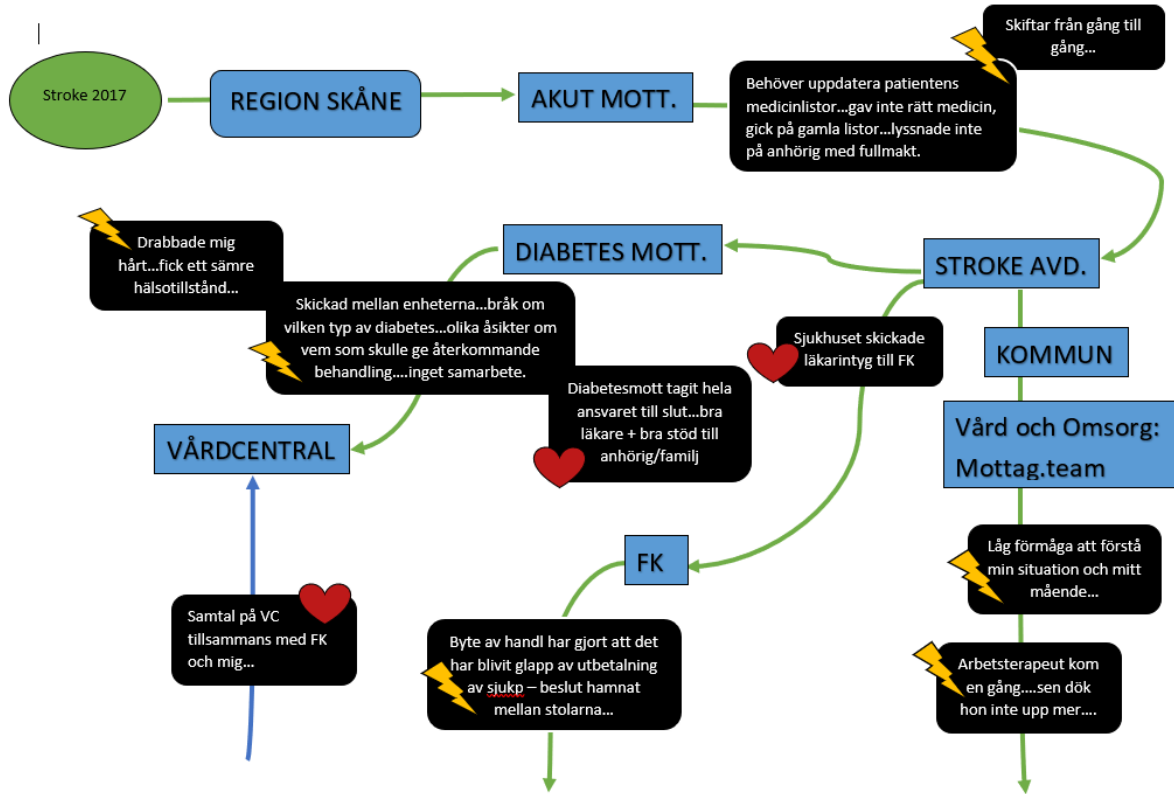 Stroke 2017
REGION SKÅNE
AKUT MOTT.
Skiftar från gång till
gång...
Behöver uppdatera patientens
medicinlistor...gav inte rätt medicin,
gick på gamla listor...lyssnade inte
på anhörig med fullmakt.
STROKE AVD.
DIABETES MOTT.
Drabbade mig
hårt...fick ett sämre
hälsotillstånd...
Skickad mellan enheterna...bråk om
vilken typ av diabetes...olika åsikter om
vem som skulle ge återkommande
behandling....inget samarbete.
Diabetesmott tagit hela
ansvaret till slut...bra
läkare + bra stöd till
anhörig/familj
Sjukhuset skickade
läkarintyg till FK
KOMMUN
Vård och Omsorg:
Mottag.team
VÅRDCENTRAL
FK
Låg förmåga att förstå
min situation och mitt
mående...
Samtal på VC
tillsammans med FK
och mig...
Byte av handl har gjort att det
har blivit glapp av utbetalning
av sjukp – beslut hamnat
mellan stolarna...
Arbetsterapeut kom
en gång....sen dök
hon inte upp mer....